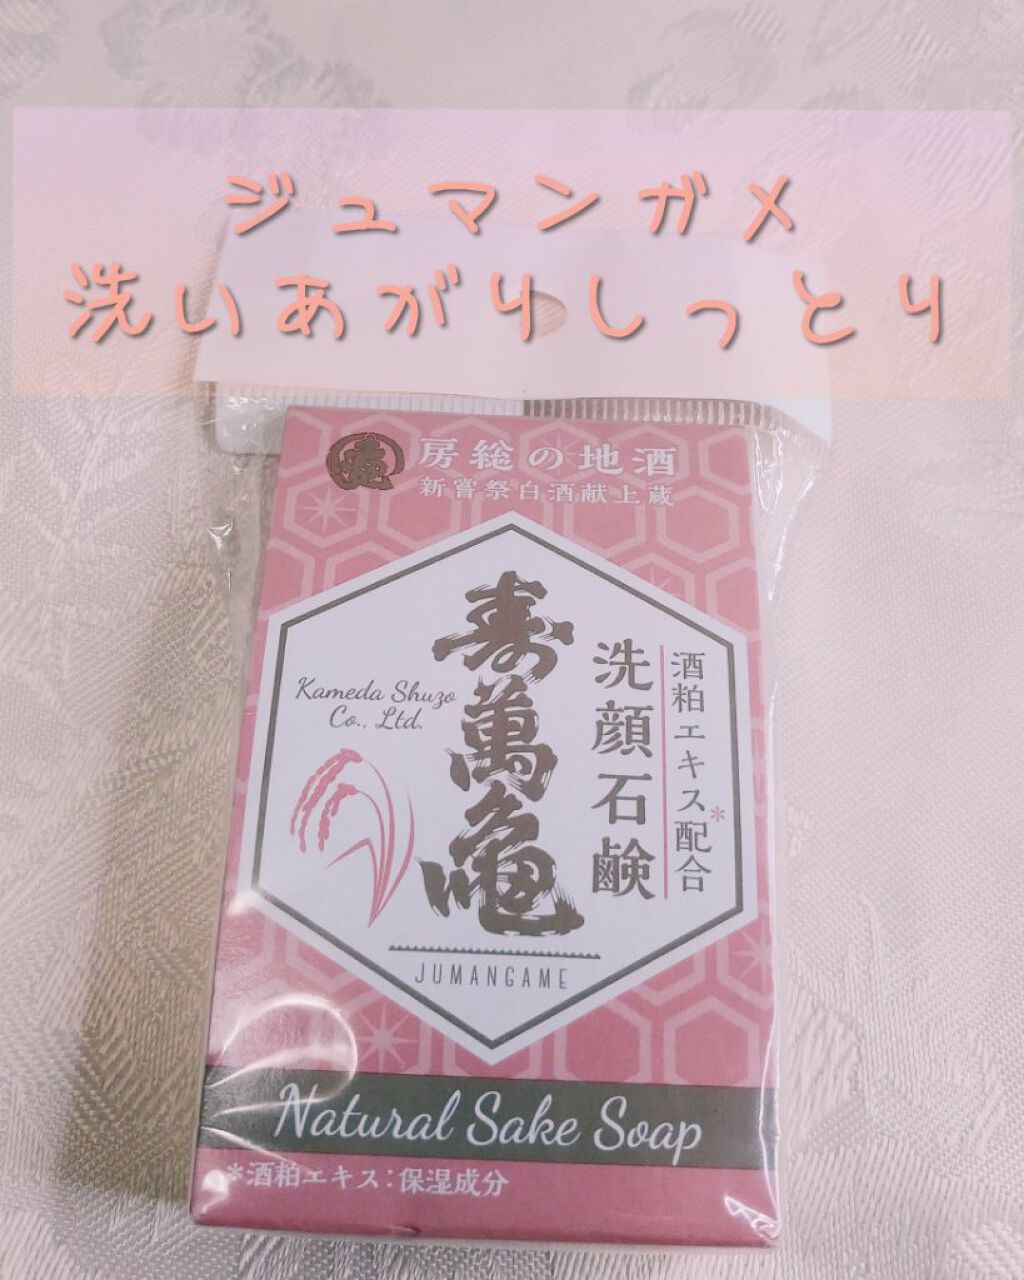 ジュマンガメ
洗いあがりしっとり
房総の地酒
新嘗祭白酒献上蔵
酒粕エキス配合*
洗顔石鹸
寿萬亀
Kameda Shuzo
Co., Ltd.
JUMANGAME
Natural Sake Soap
*酒粕エキス:保湿成分